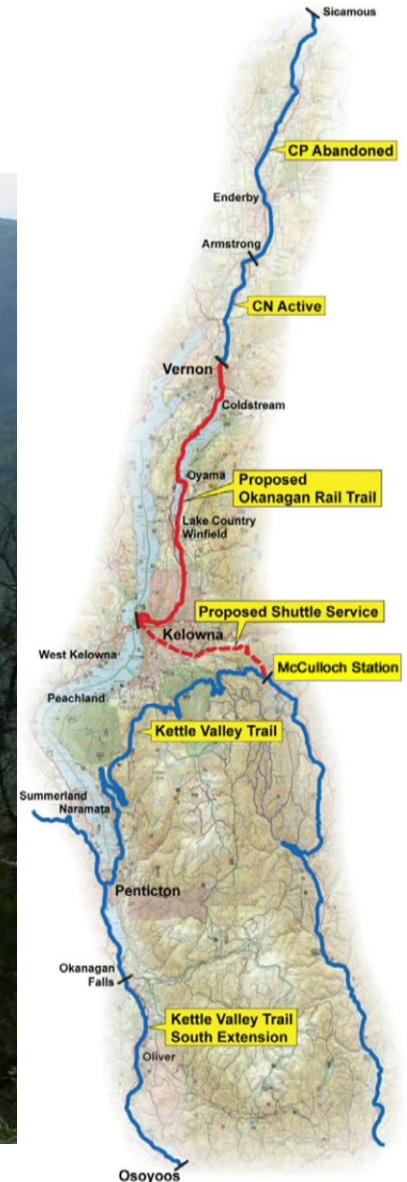 Sicamous
CP Abandoned
Enderby
Armstrong
CN Active
Vernon
Coldstream
Oyama
Proposed
Okanagan Rail Trail
Lake Country
Winfield
Proposed Shuttle Service
Kelowna
West Kelowna
McCulloch Station
Peachland
Kettle Valley Trail
Summerland
Naramata
Penticton
Okanagan
Falls
Kettle Valley Trail
South Extension
Oliver
Osoyoos